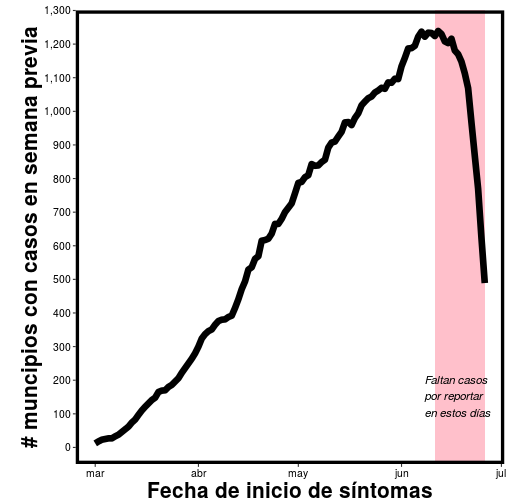 # muncipios con casos en semana previa
1,300
1,200
1,100
1,000
900
800
700
600
500
400
300
200
100
0
Faltan casos
por reportar
en estos días
mar abr may jun jul
Fecha de inicio de síntomas